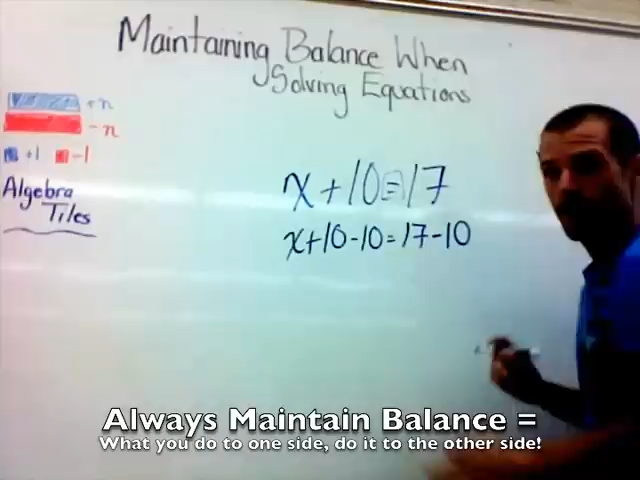 Maintaining Balance When
Solving Equations
+n
-n
+1 -1
Algebra
Tiles
x+10=17
x+10-10=17-10
Always Maintain Balance =
What you do to one side, do it to the other side!